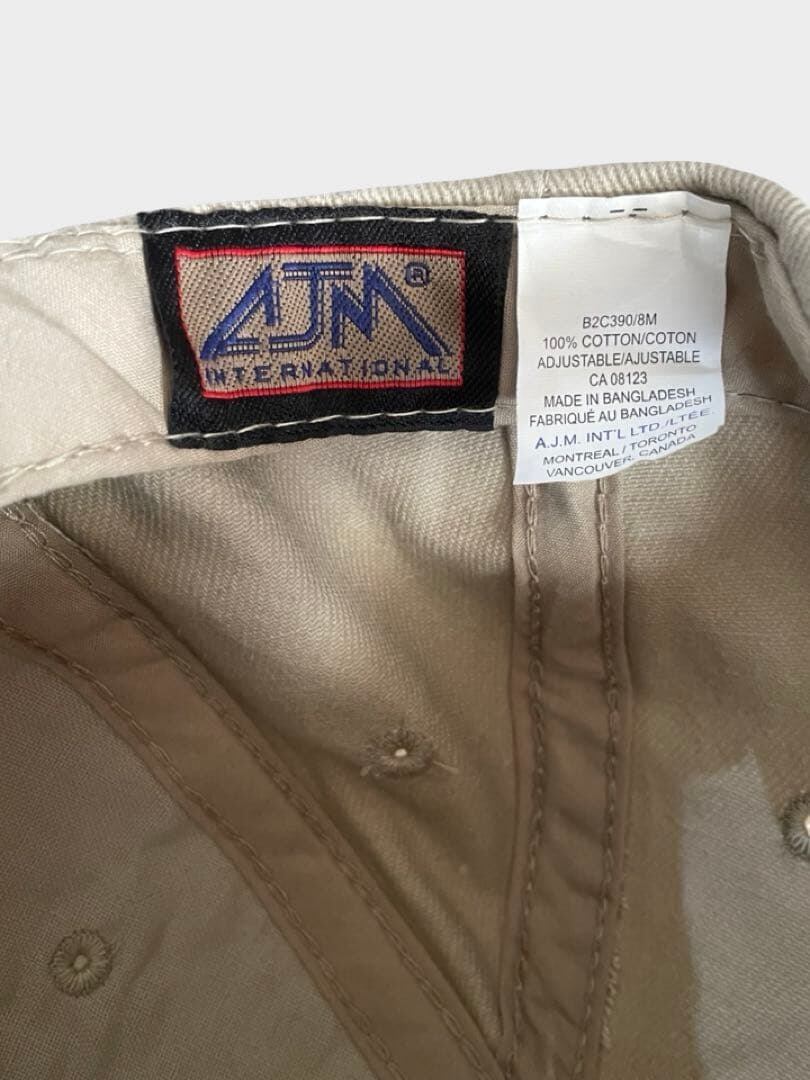 AJM®
INTERNATIONAL
B2C390/8M
100% COTTON/COTON
ADJUSTABLE/AJUSTABLE
CA 08123
MADE IN BANGLADESH
FABRIQUÉ AU BANGLADESH
A.J.M. INT'L LTD./LTÉE.
MONTREAL / TORONTO
VANCOUVER, CANADA